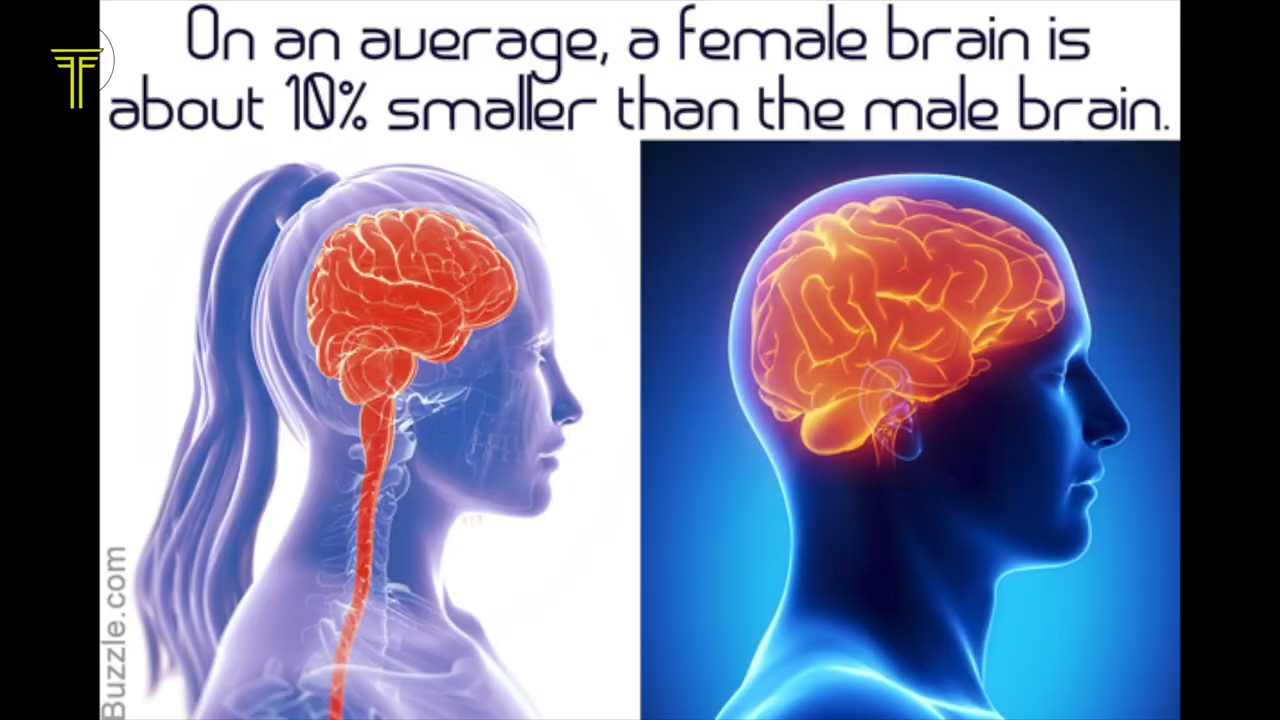 On an average, a female brain is
about 10% smaller than the male brain.
Buzzle.com